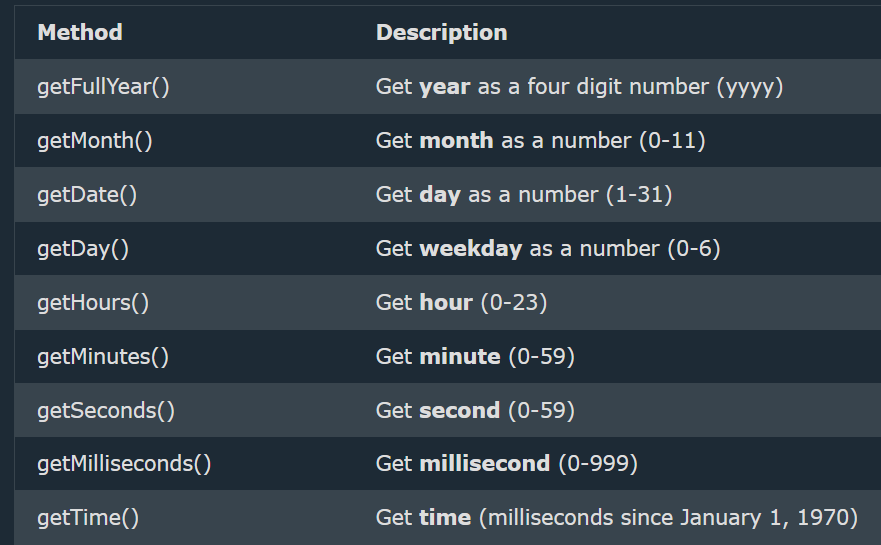 Method Description
getFullYear() Get year as a four digit number (yyyy)
getMonth() Get month as a number (0-11)
getDate() Get day as a number (1-31)
getDay() Get weekday as a number (0-6)
getHours() Get hour (0-23)
getMinutes() Get minute (0-59)
getSeconds() Get second (0-59)
getMilliseconds() Get millisecond (0-999)
getTime() Get time (milliseconds since January 1, 1970)